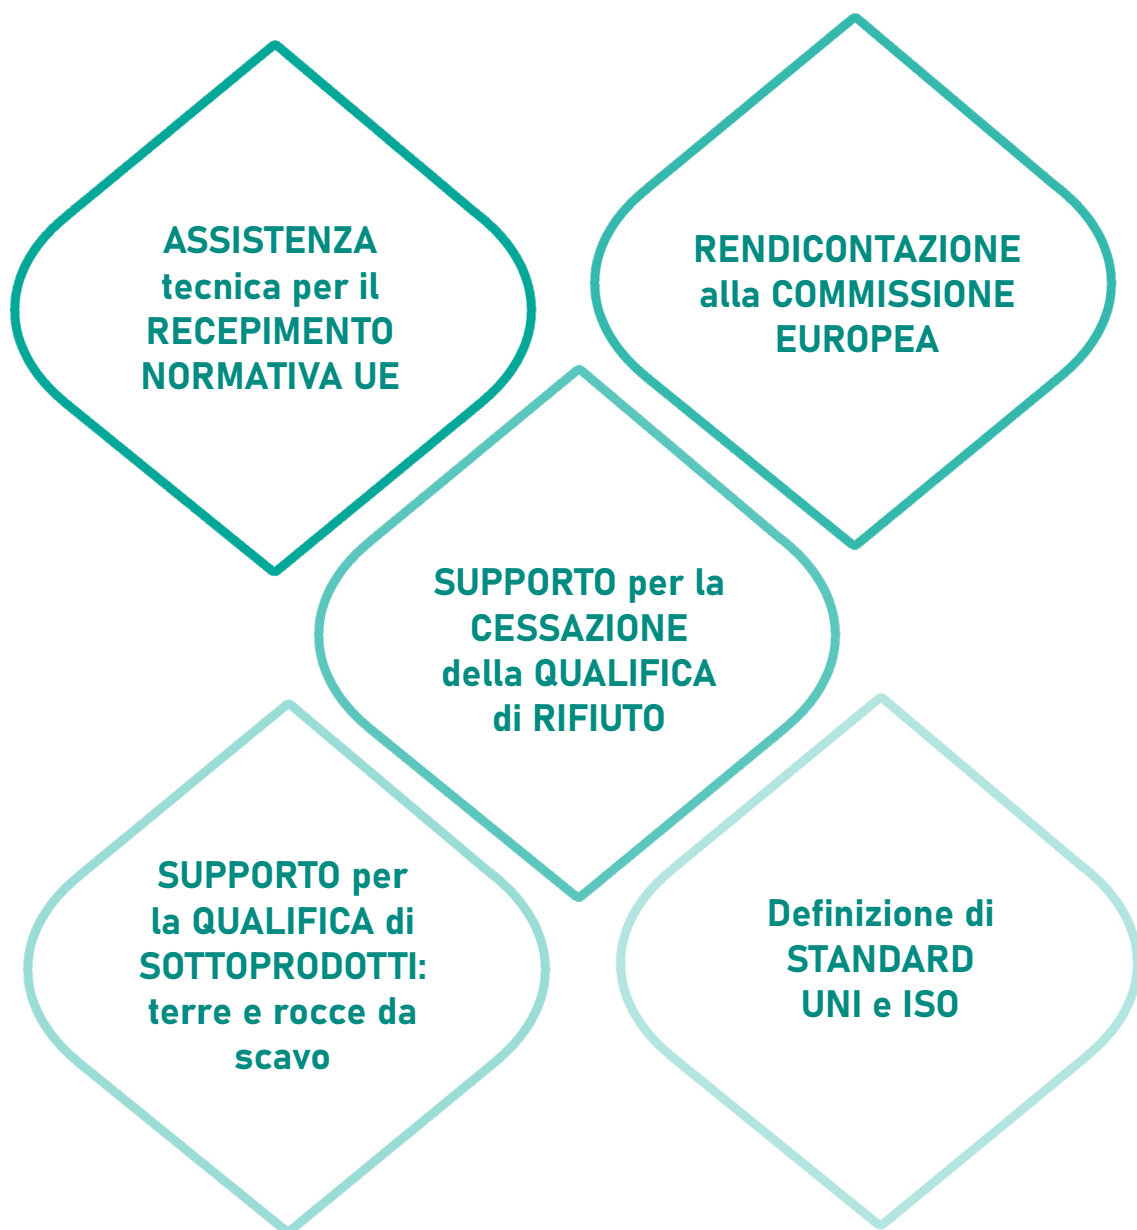 ASSISTENZA
tecnica per il
RECEPIMENTO
NORMATIVA UE
RENDICONTAZIONE
alla COMMISSIONE
EUROPEA
SUPPORTO per la
CESSAZIONE
della QUALIFICA
di RIFIUTO
SUPPORTO per
la QUALIFICA di
SOTTOPRODOTTI:
terre e rocce da
scavo
Definizione di
STANDARD
UNI e ISO